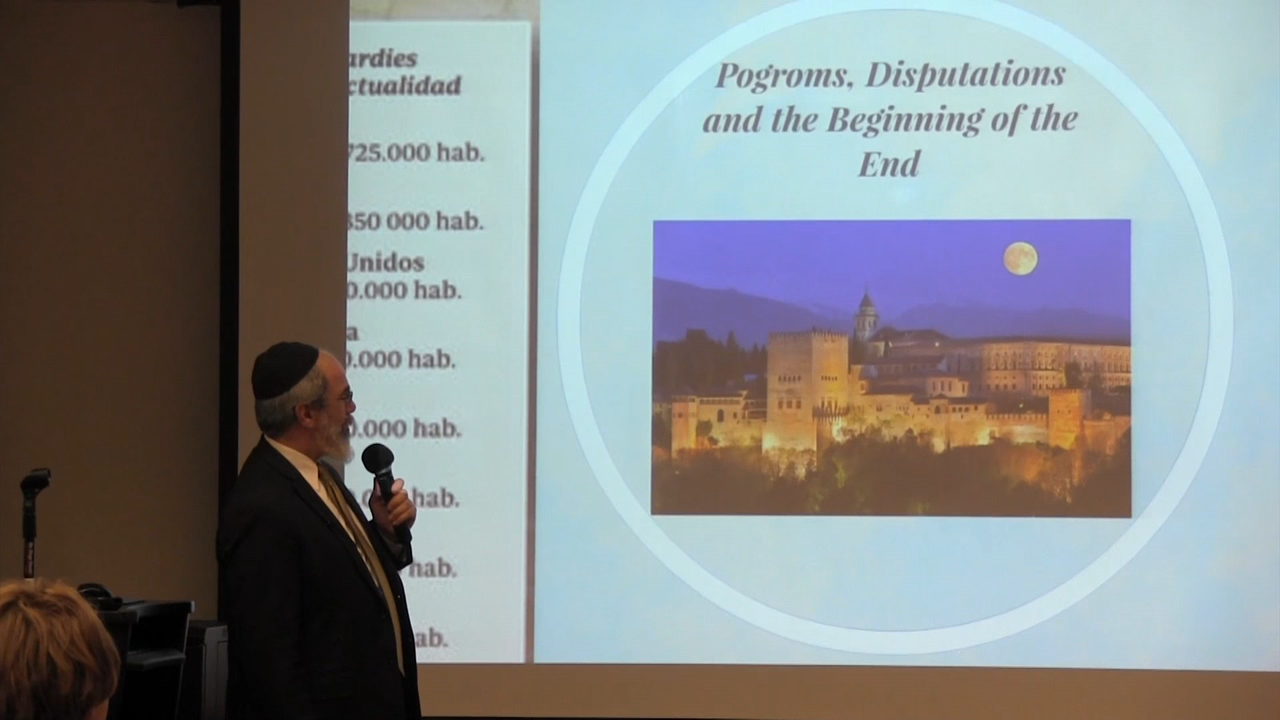 ardies
ctualidad
725.000 hab.
350 000 hab.
Unidos
0.000 hab.
a
0.000 hab.
0.000 hab.
hab.
hab.
ab.
Pogroms, Disputations
and the Beginning of the
End